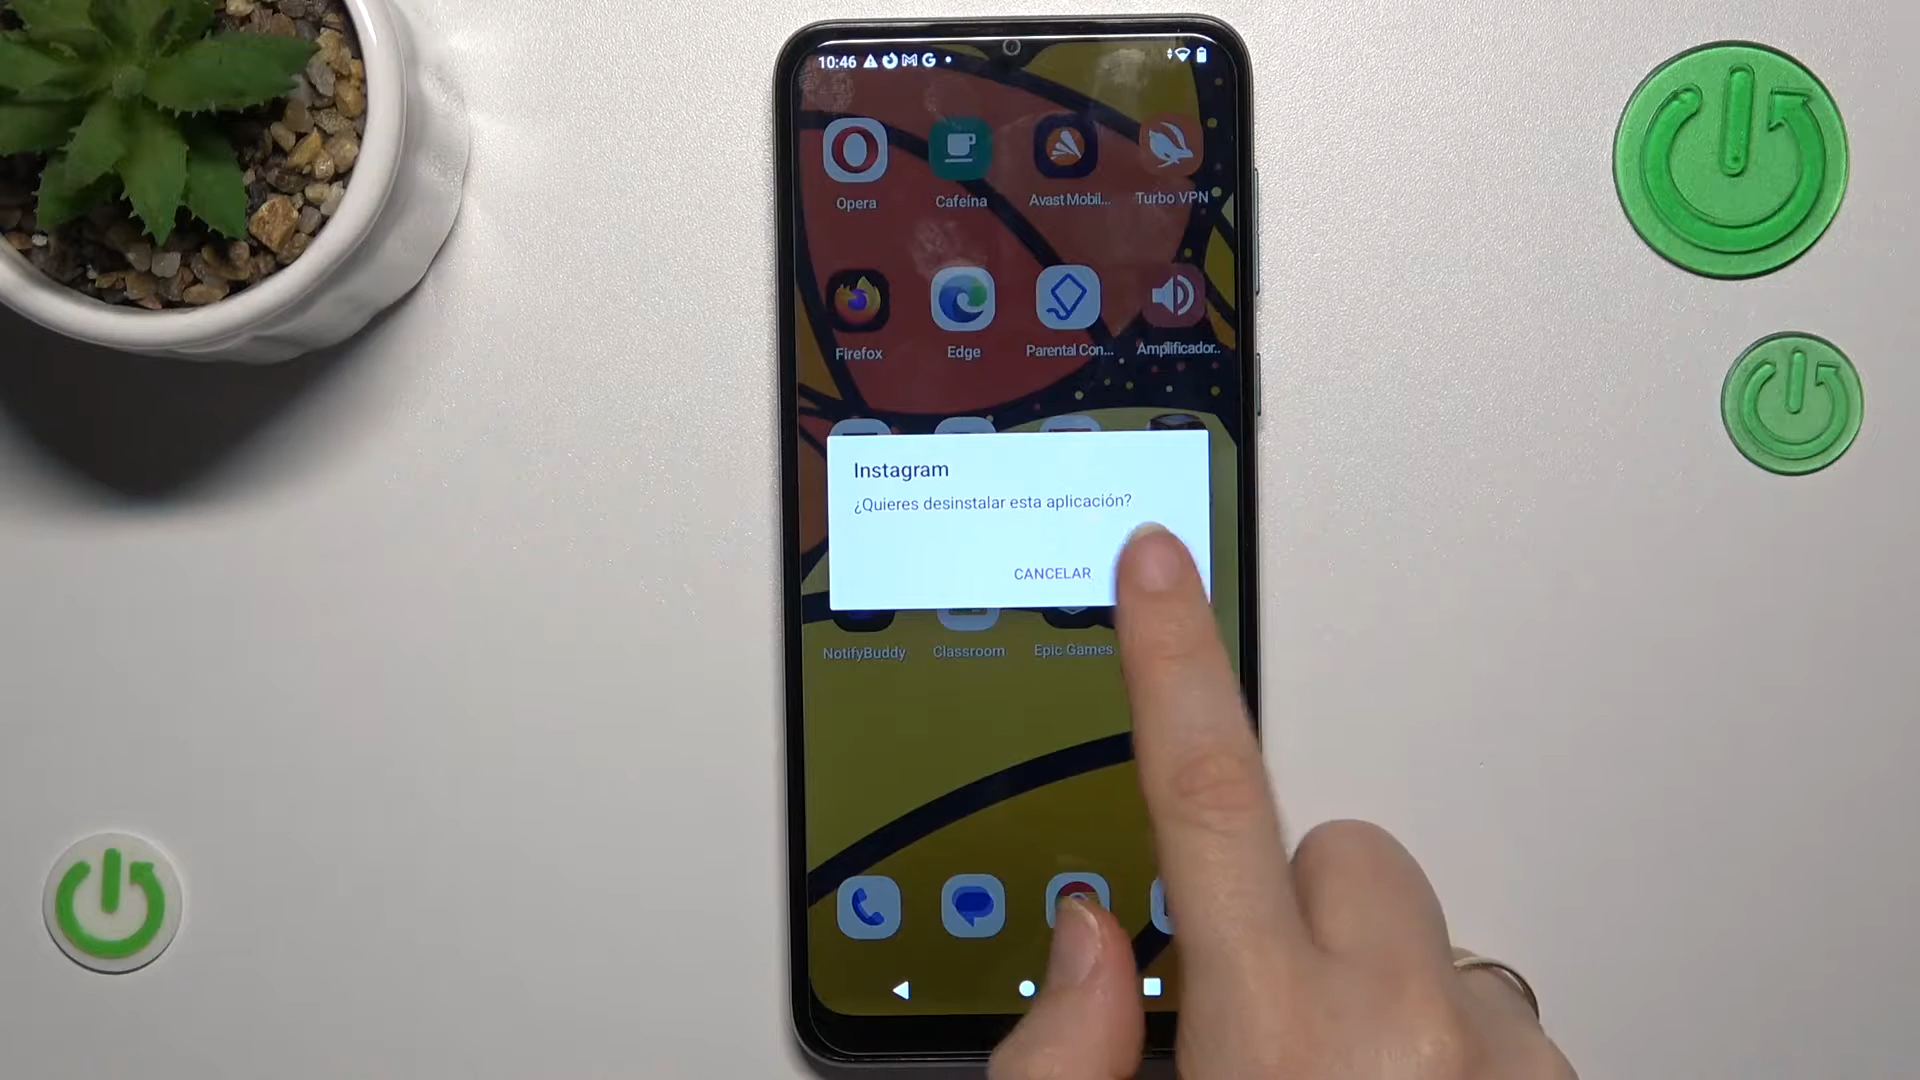 10:46
Opera
Cafeína
Avast Mobil...
Turbo VPN
Firefox
Edge
Parental Con...
Amplificador..
Instagram
¿Quieres desinstalar esta aplicación?
CANCELAR
NotifyBuddy
Classroom
Epic Games